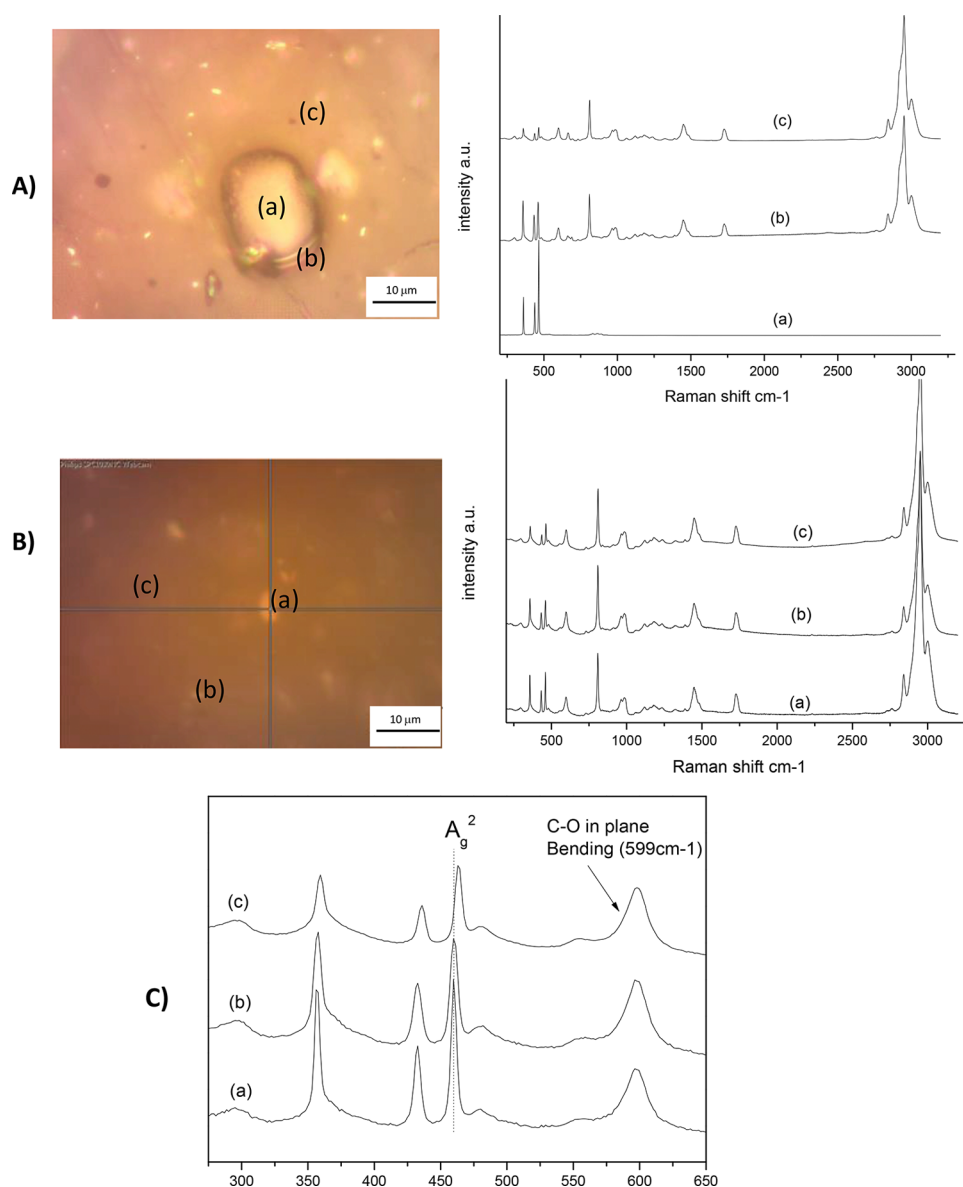 A)
(c)
(a)
(b)
10 μm
intensity a.u.
(c)
(b)
(a)
500 1000 1500 2000 2500 3000
Raman shift cm-1
B)
(c)
(a)
(b)
10 μm
intensity a.u.
(c)
(b)
(a)
500 1000 1500 2000 2500 3000
Raman shift cm-1
C)
A_g^2
C-O in plane
Bending (599cm-1)
(c)
(b)
(a)
300 350 400 450 500 550 600 650